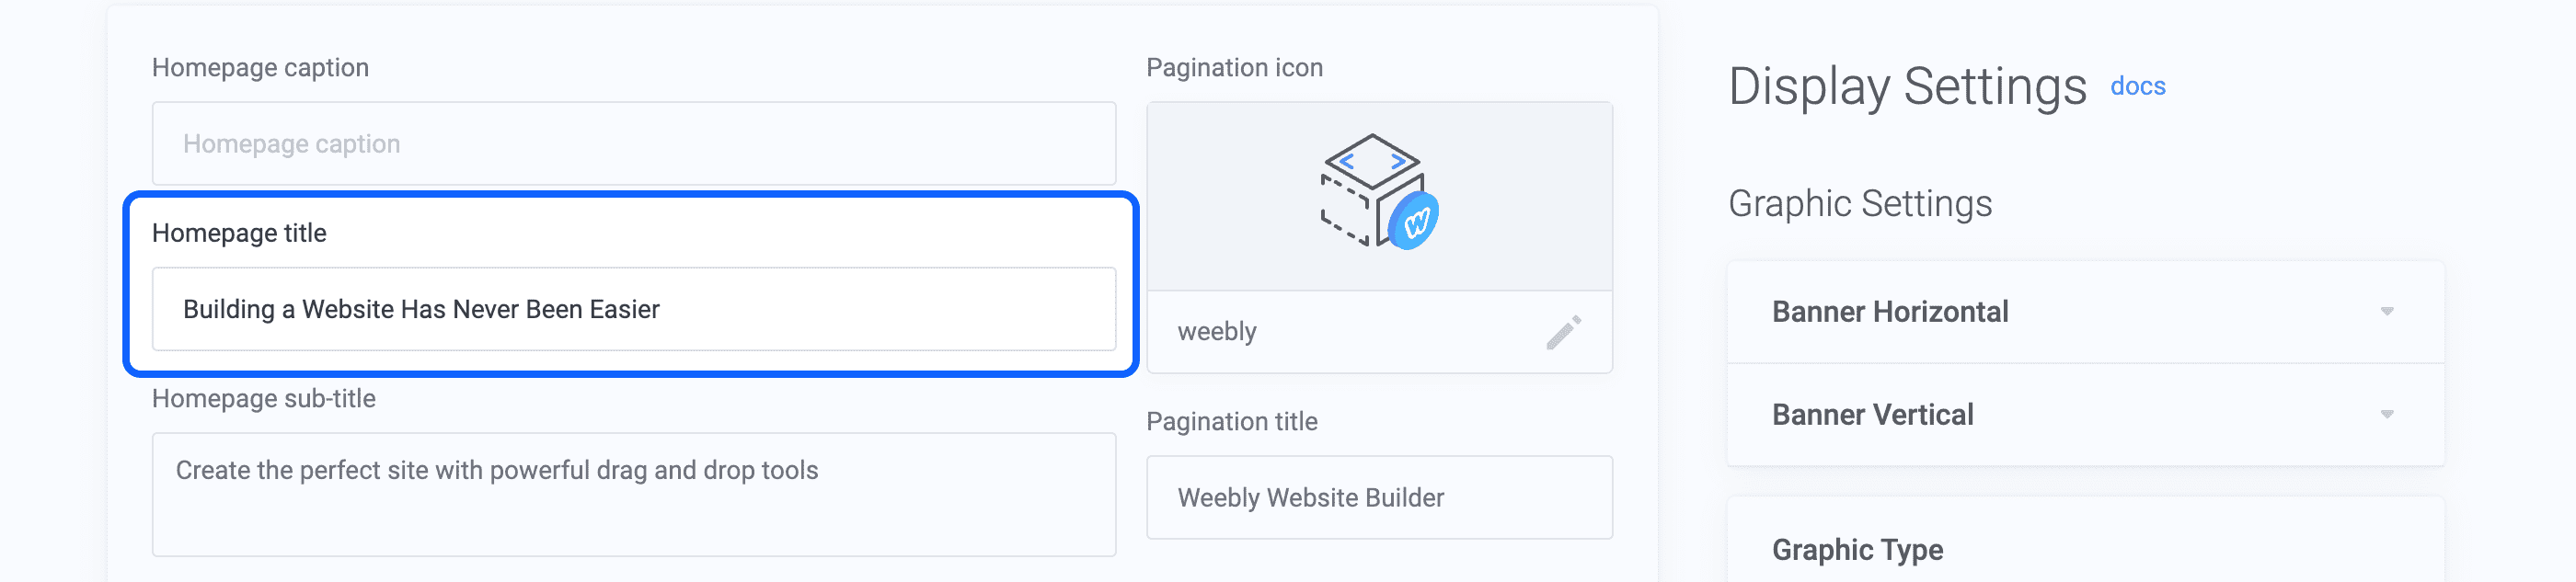 Homepage caption
Homepage caption
Homepage title
Building a Website Has Never Been Easier
Homepage sub-title
Create the perfect site with powerful drag and drop tools
Pagination icon
< >
W
weebly
Pagination title
Weebly Website Builder
Display Settings docs
Graphic Settings
Banner Horizontal
Banner Vertical
Graphic Type